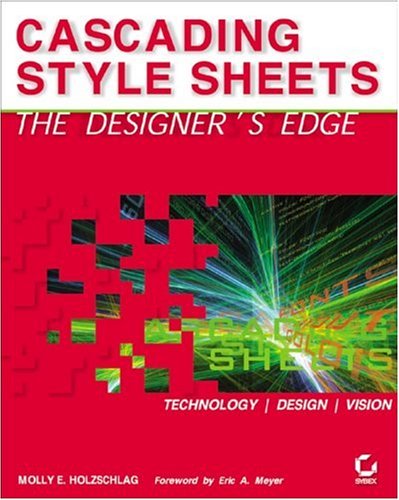 CASCADING
STYLE SHEETS
THE DESIGNER'S EDGE
CASCADING
SHEETS
TECHNOLOGY | DESIGN | VISION
MOLLY E. HOLZSCHLAG Foreword by Eric A. Meyer
SYBEX